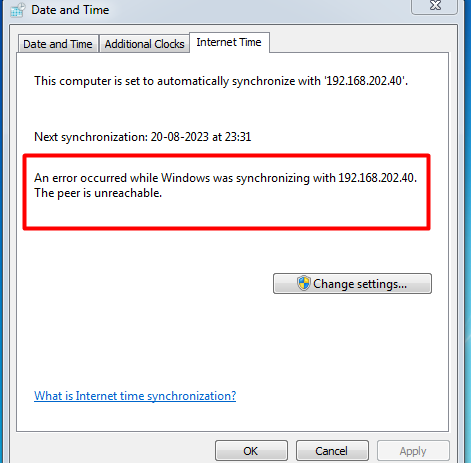 Date and Time
Date and Time
Additional Clocks
Internet Time
This computer is set to automatically synchronize with '192.168.202.40'.
Next synchronization: 20-08-2023 at 23:31
An error occurred while Windows was synchronizing with 192.168.202.40.
The peer is unreachable.
Change settings...
What is Internet time synchronization?
OK
Cancel
Apply